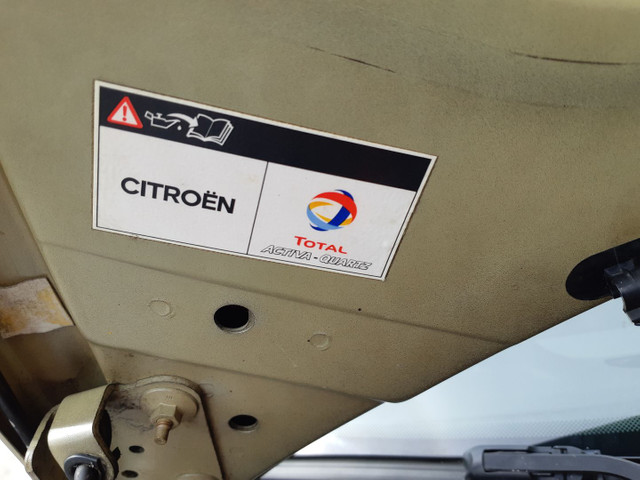 CITROËN
TOTAL
ACTIVA - QUARTZ